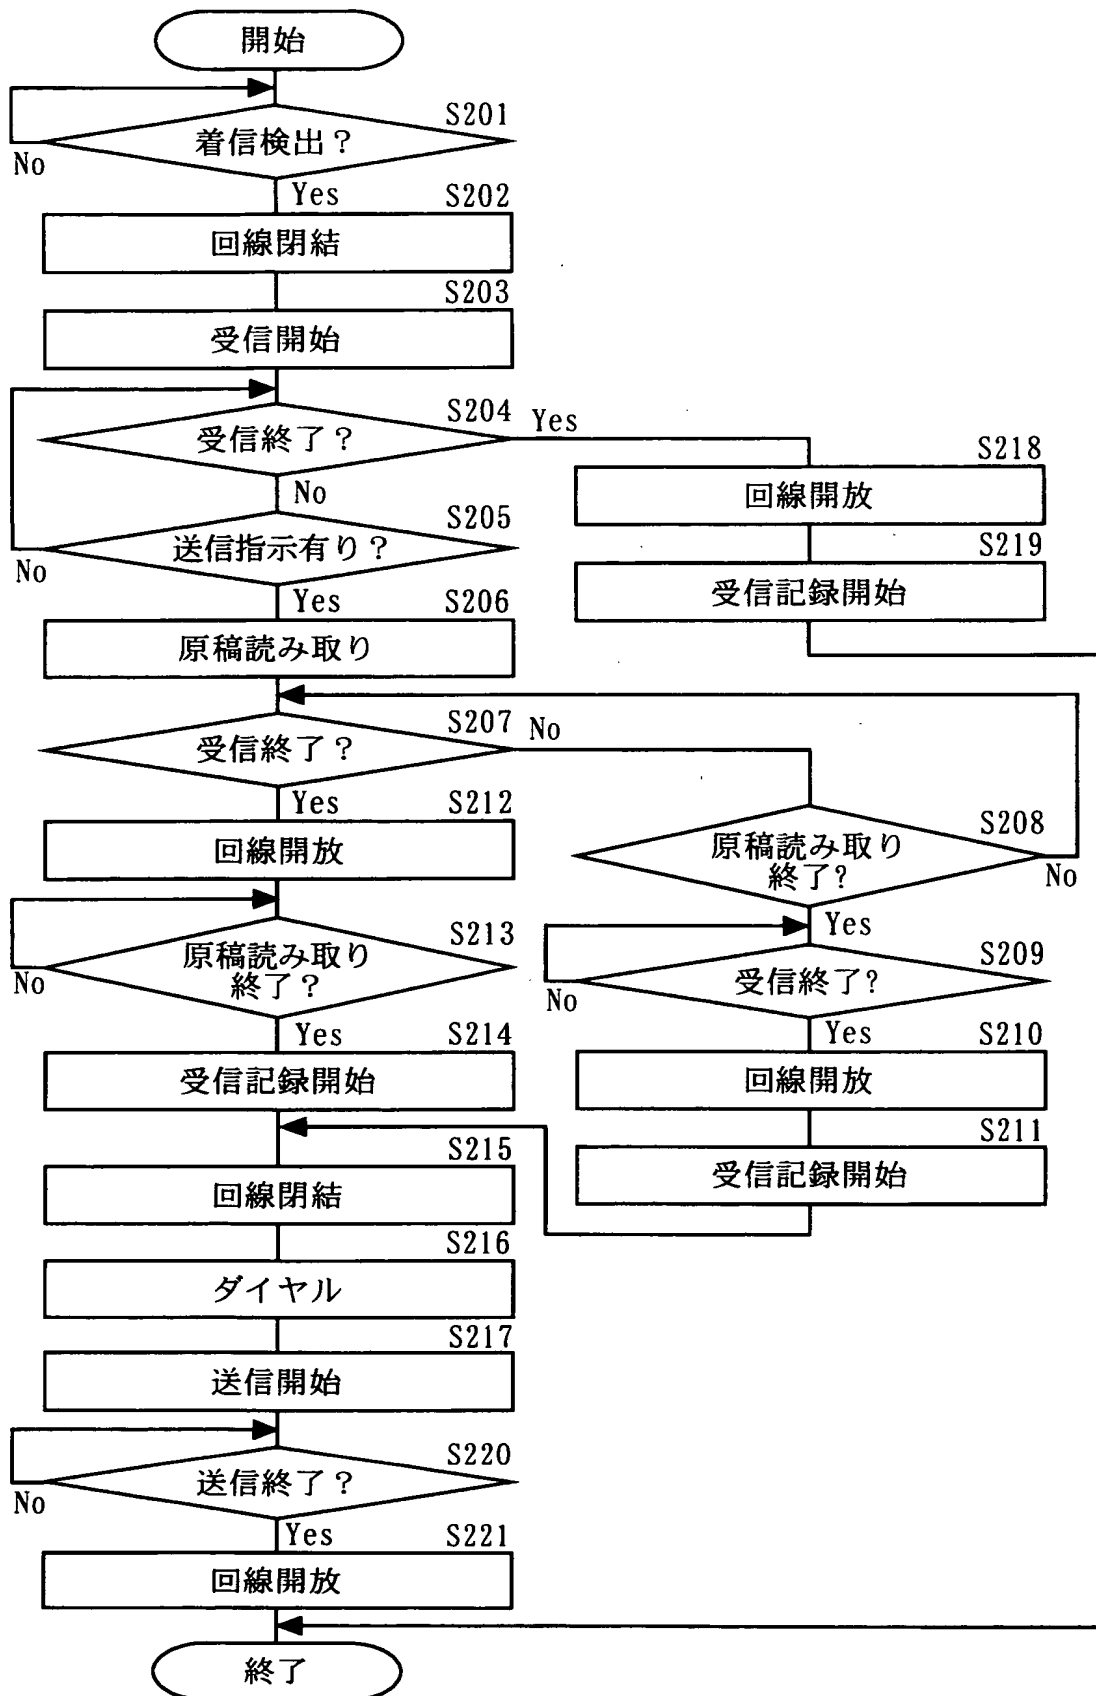 開始
S201
着信検出？
No
Yes
S202
回線閉結
S203
受信開始
S204
受信終了？
Yes
No
S205
送信指示有り？
No
Yes
S206
原稿読み取り
S218
回線開放
S219
受信記録開始
S207
受信終了？
No
Yes
S212
回線開放
S208
原稿読み取り
終了?
No
Yes
S213
原稿読み取り
終了？
No
Yes
S209
受信終了?
No
Yes
S214
受信記録開始
S210
回線開放
S211
受信記録開始
S215
回線閉結
S216
ダイヤル
S217
送信開始
S220
送信終了？
No
Yes
S221
回線開放
終了